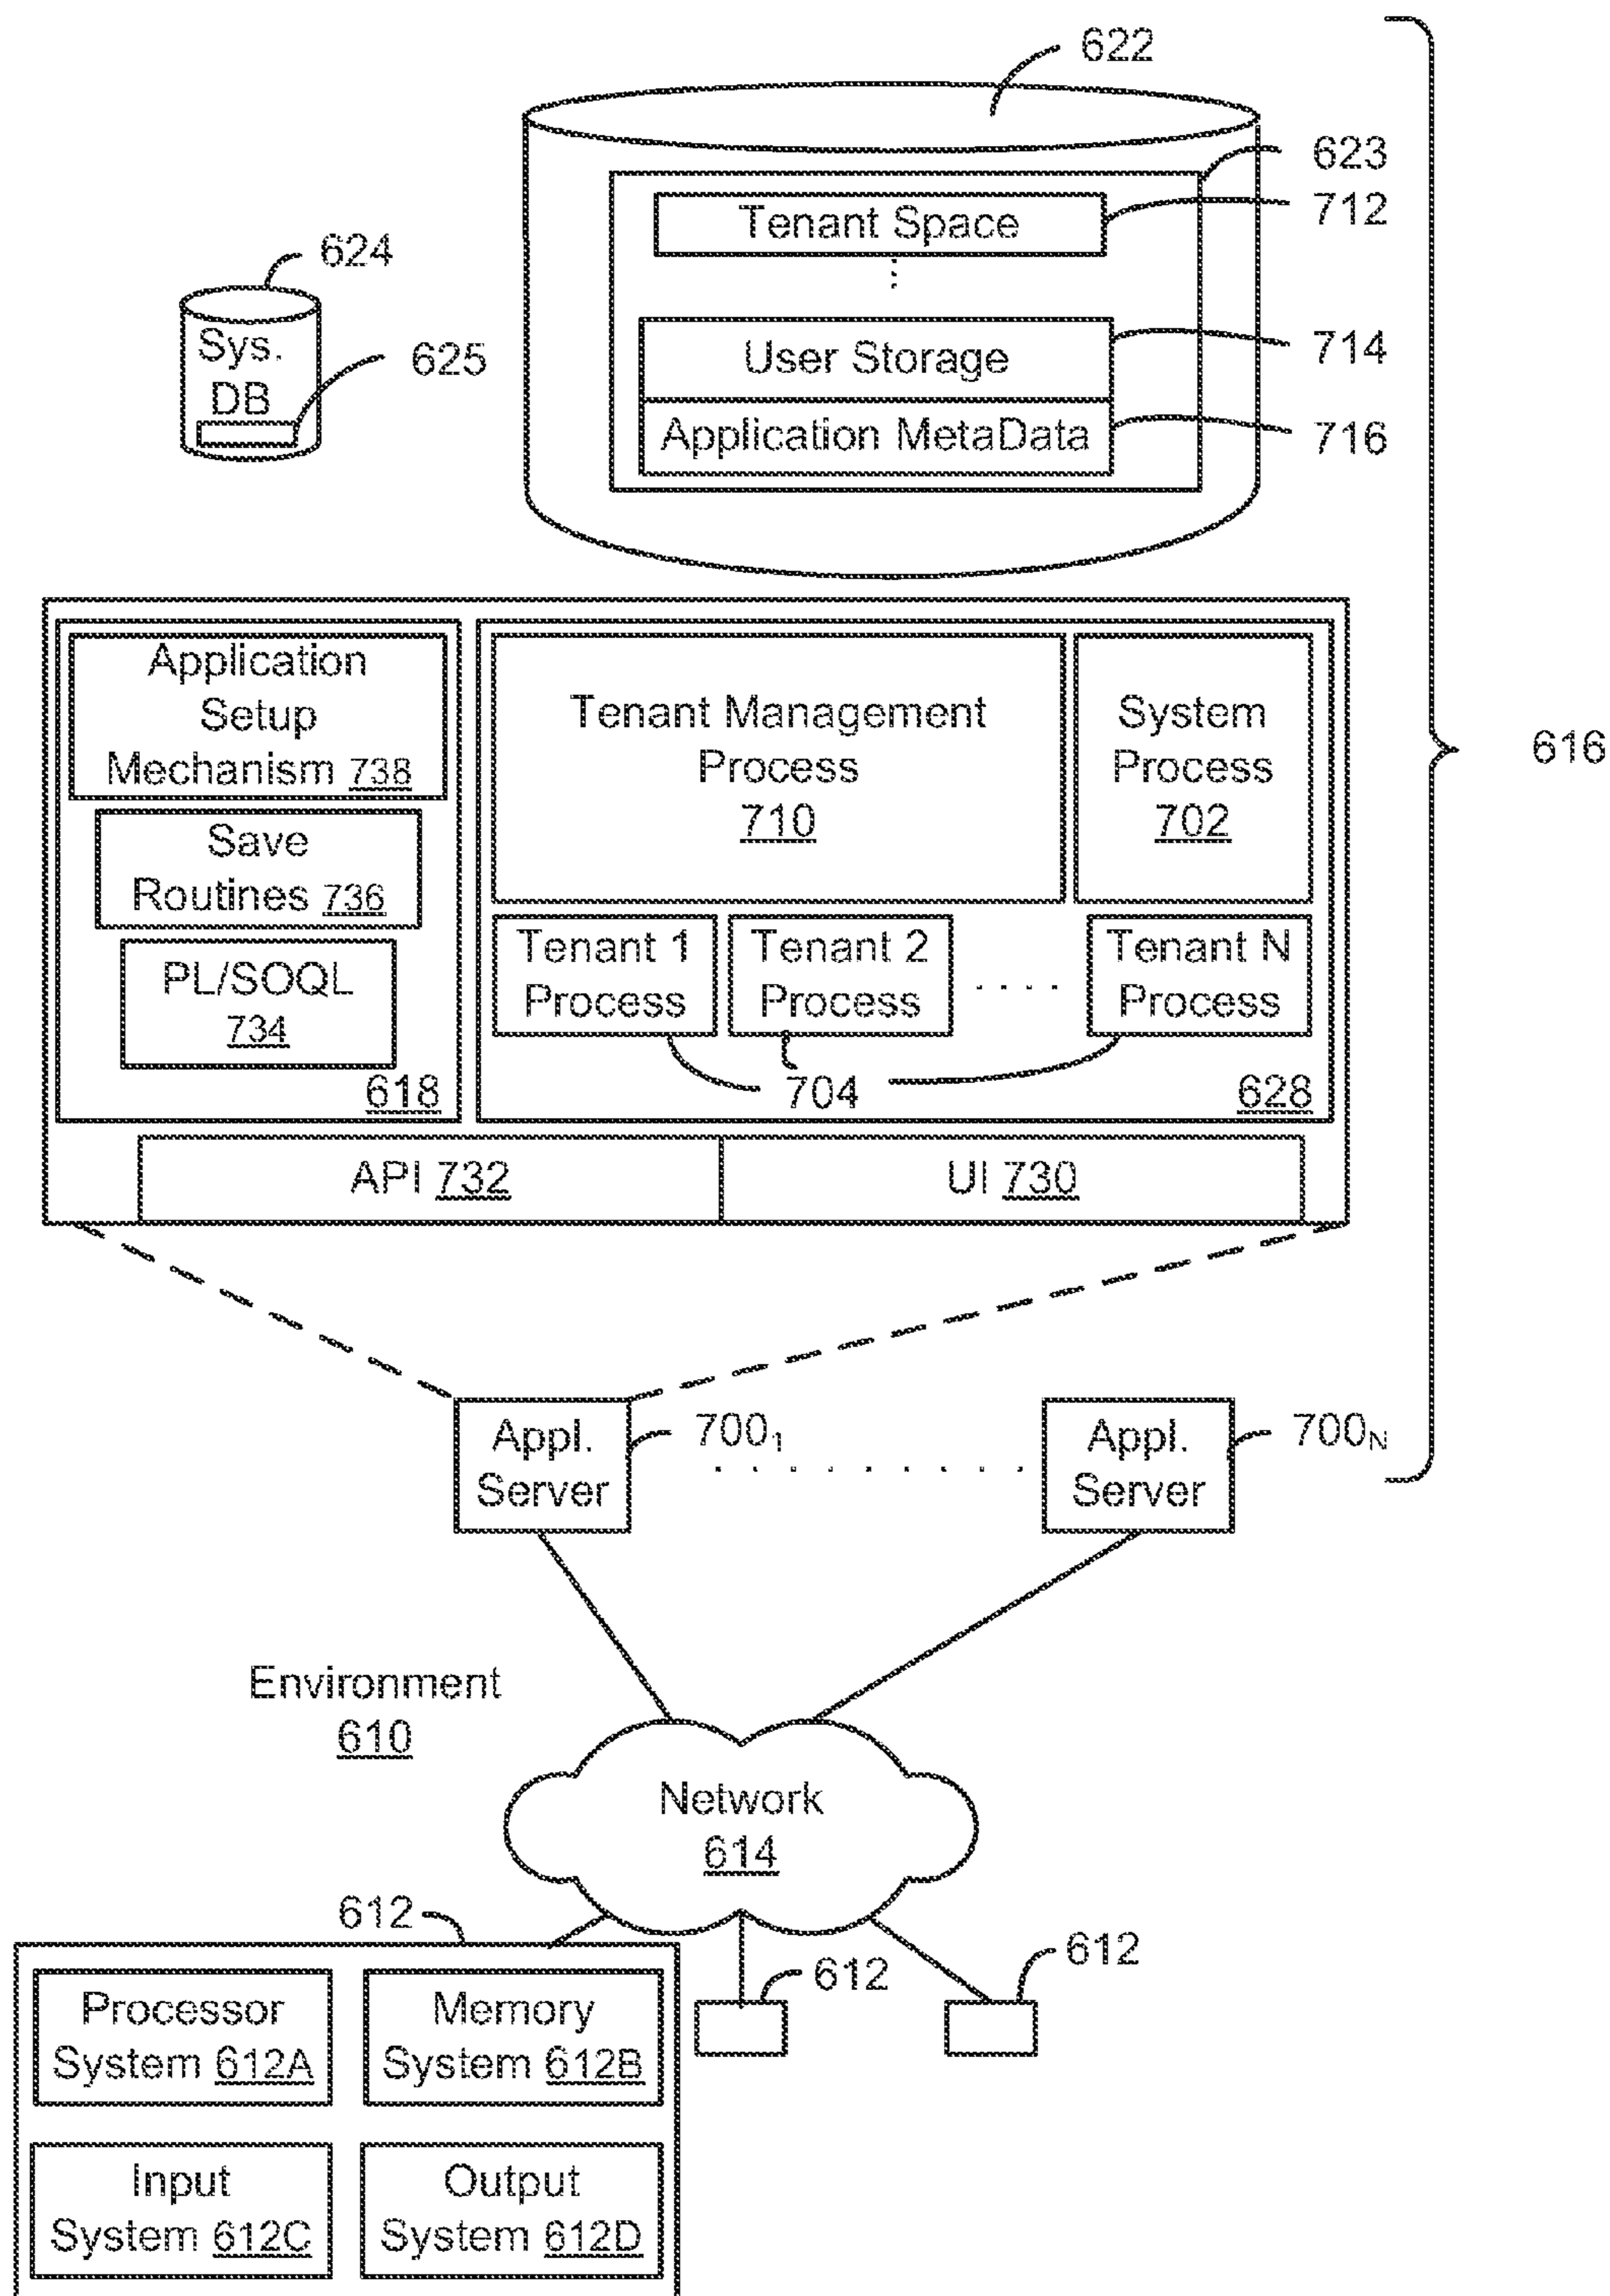 622
623
Tenant Space
712
624
Sys.
DB
625
User Storage
714
Application MetaData
716
616
Application
Setup
Mechanism 738
Save
Routines 736
PL/SOQL
734
618
Tenant Management
Process
710
System
Process
702
Tenant 1
Process
Tenant 2
Process
. . . .
Tenant N
Process
704
628
API 732
UI 730
Appl.
Server
700₁
. . . . . . . . .
Appl.
Server
700N
Environment
610
Network
614
612
612
612
Processor
System 612A
Memory
System 612B
Input
System 612C
Output
System 612D